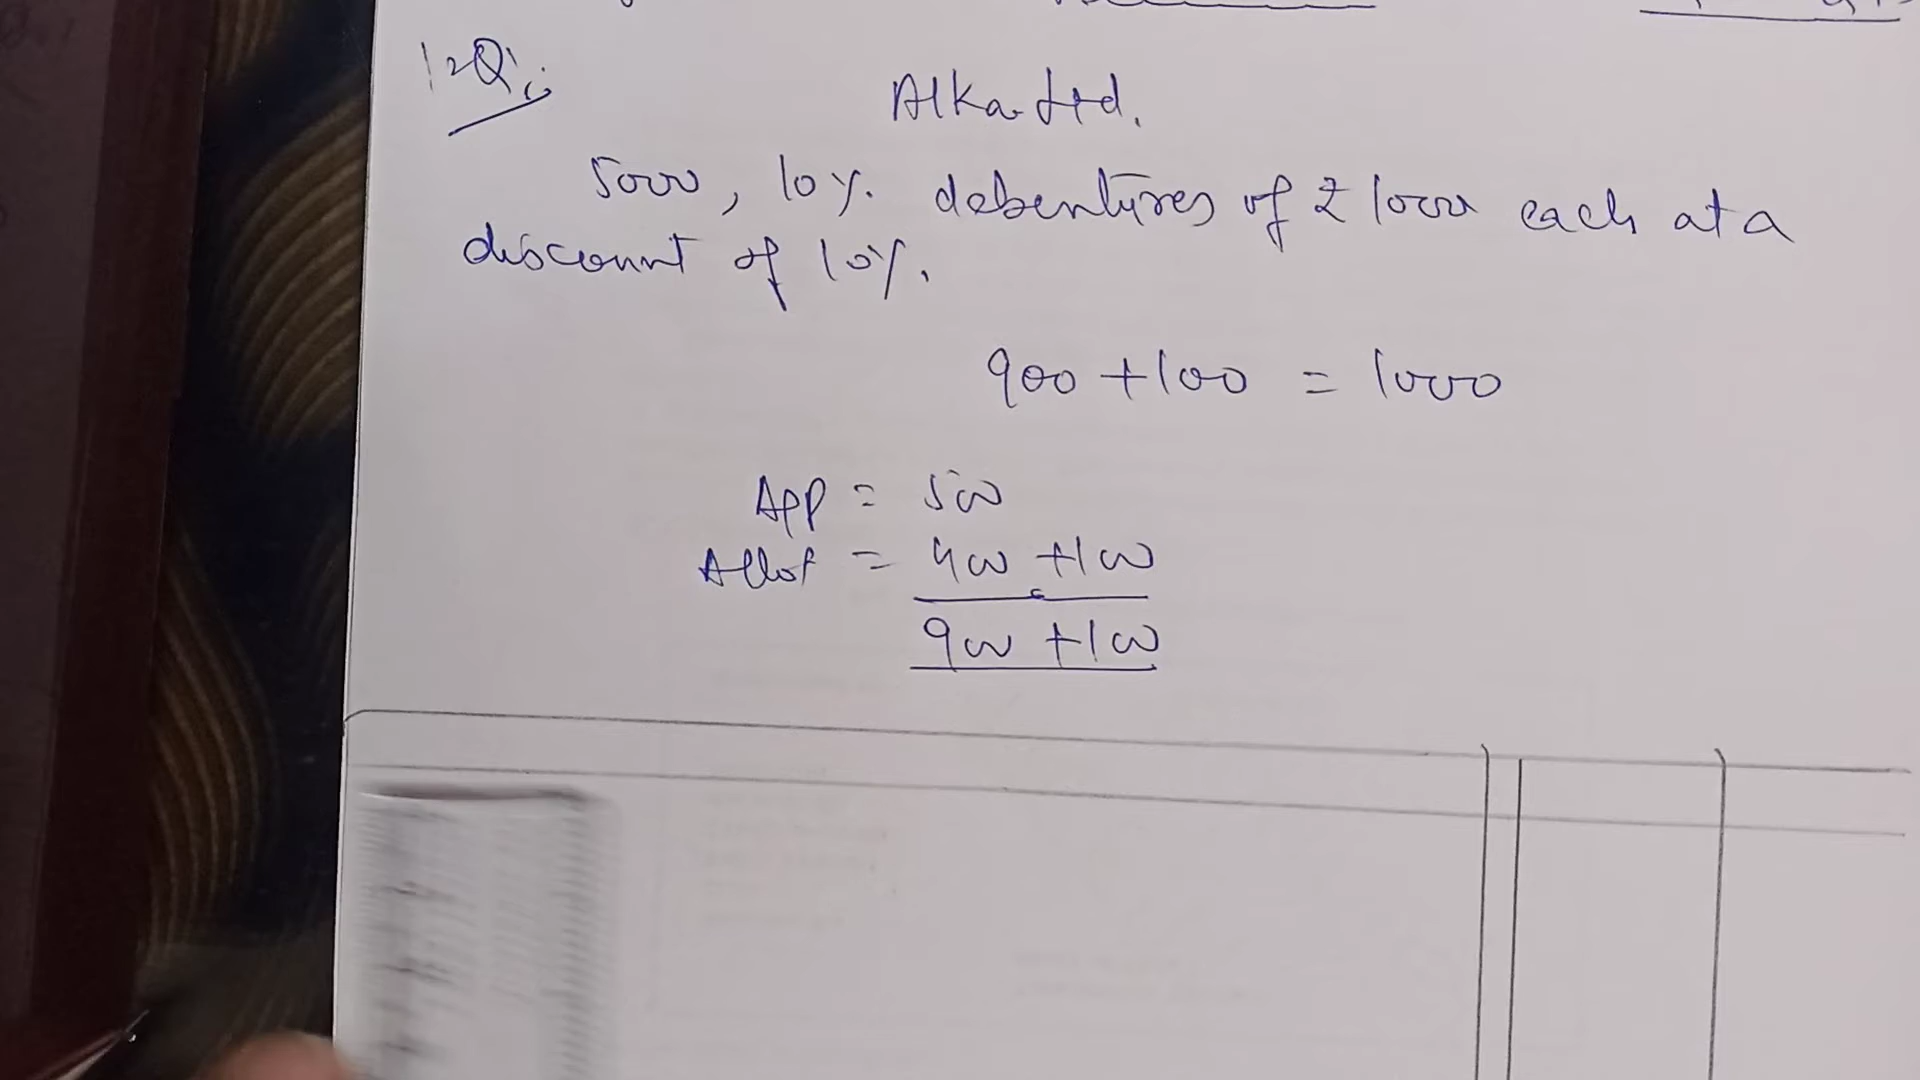 12Q
Alka Ltd.
5000, 10%. debentures of ₹ 1000 each at a
discount of 10%.
900 + 100 = 1000
App = 500
Allot = 400 + 100
900 + 100